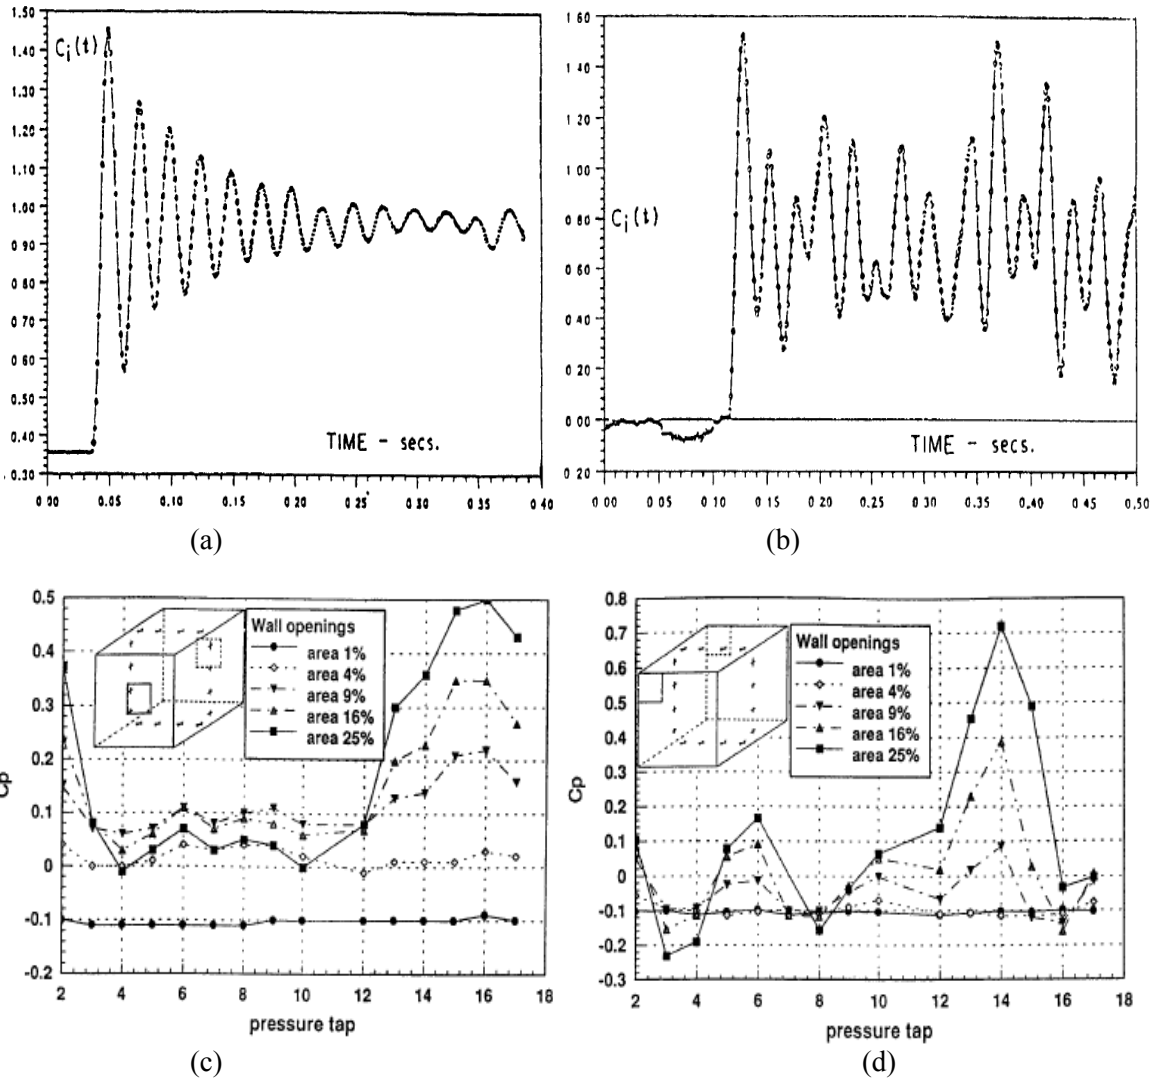 1.50
1.40
1.30
1.20
1.10
1.00
0.90
0 80
0.70
0 60
0 50
0.40
0.30
C i (t)
TIME - secs.
0 00 0.05 0.10 0 15 0 20 0 25 0 30 0 35 0 40
(a)
1 60
1 40
1 20
1 00
0 80
0 60
0 40
0 20
0 00
0 20
C i (t)
TIME - secs.
0.00 0.05 0 10 0 15 0 20 0 25 0 30 0 35 0 40 0 45 0.50
(b)
0.5
0.4
0.3
0.2
0.1
0
-0.1
-0.2
Cp
Wall openings
area 1%
area 4%
area 9%
area 16%
area 25%
2 4 6 8 10 12 14 16 18
pressure tap
(c)
0.8
0.7
0.6
0.5
0.4
0.3
0.2
0.1
0
-0.1
-0.2
-0.3
Cp
Wall openings
area 1%
area 4%
area 9%
area 16%
area 25%
2 4 6 8 10 12 14 16 18
pressure tap
(d)